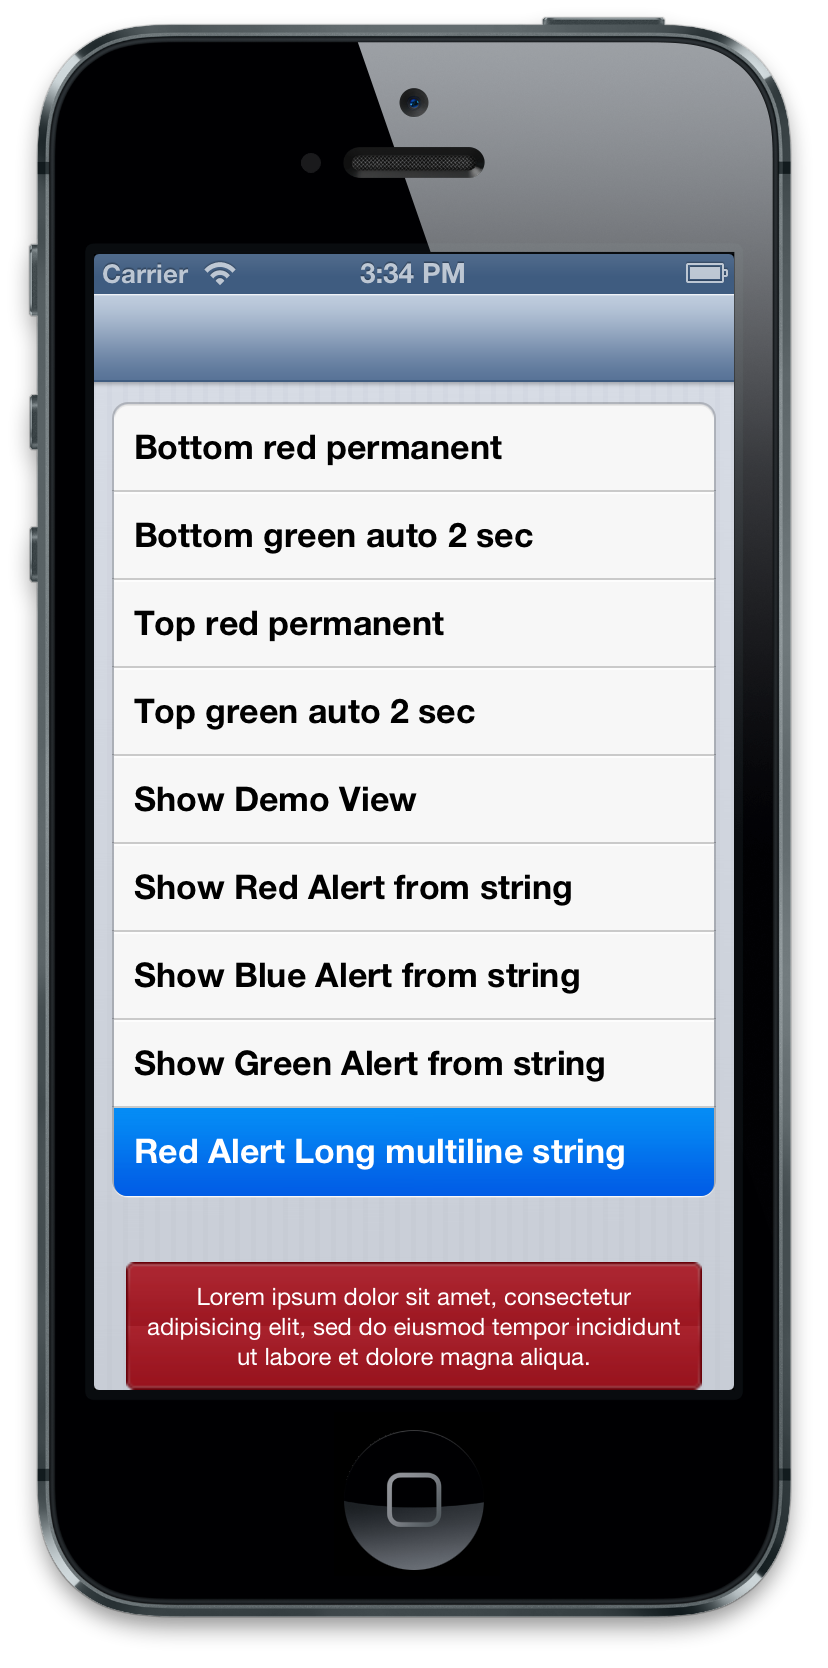 Carrier 3:34 PM
Bottom red permanent
Bottom green auto 2 sec
Top red permanent
Top green auto 2 sec
Show Demo View
Show Red Alert from string
Show Blue Alert from string
Show Green Alert from string
Red Alert Long multiline string
Lorem ipsum dolor sit amet, consectetur
adipisicing elit, sed do eiusmod tempor incididunt
ut labore et dolore magna aliqua.